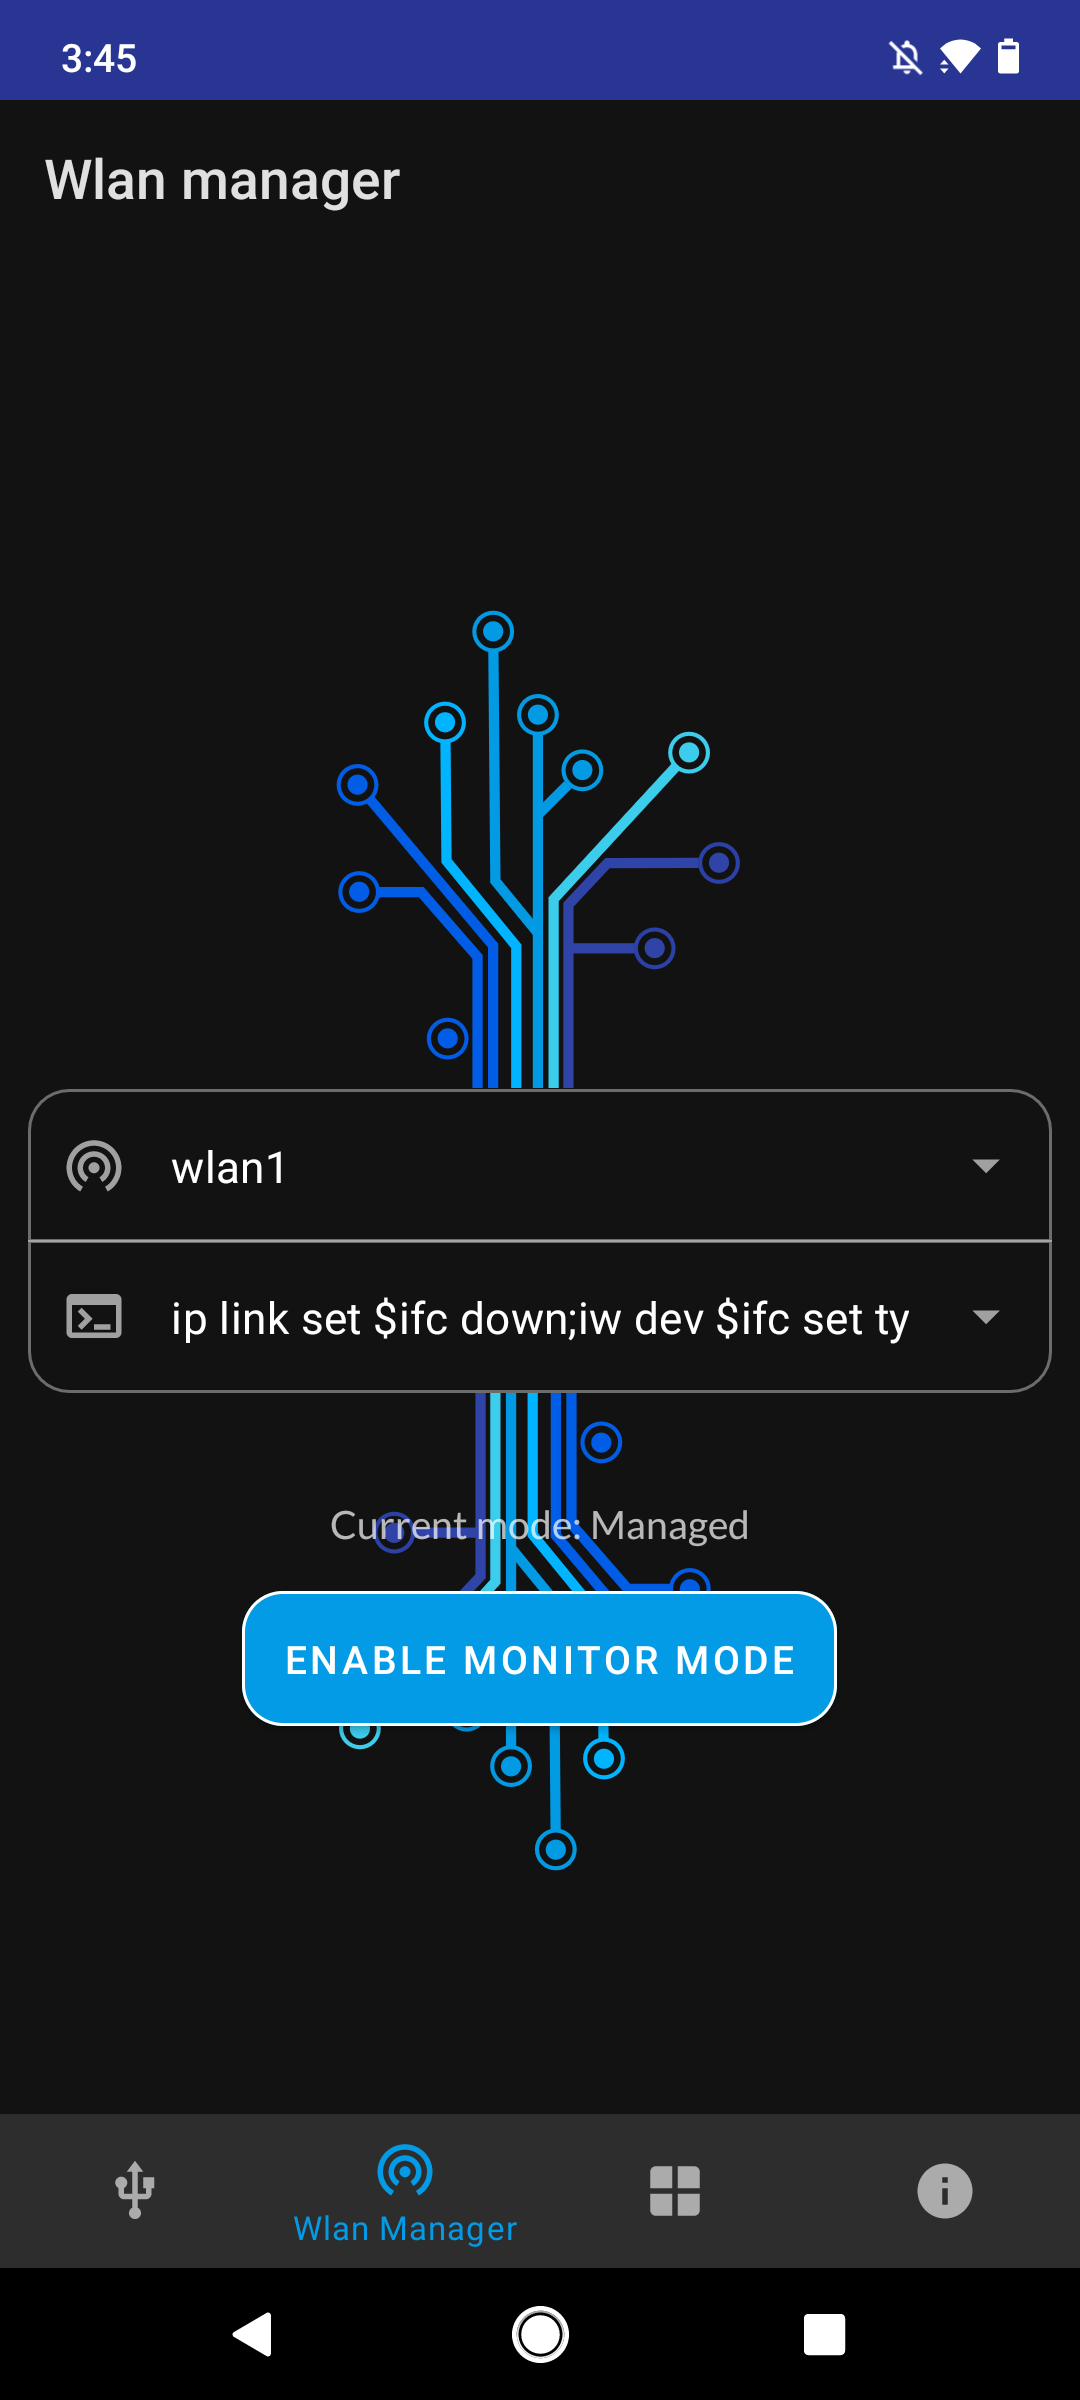 3:45
Wlan manager
wlan1
ip link set $ifc down;iw dev $ifc set ty
Current mode: Managed
ENABLE MONITOR MODE
Wlan Manager